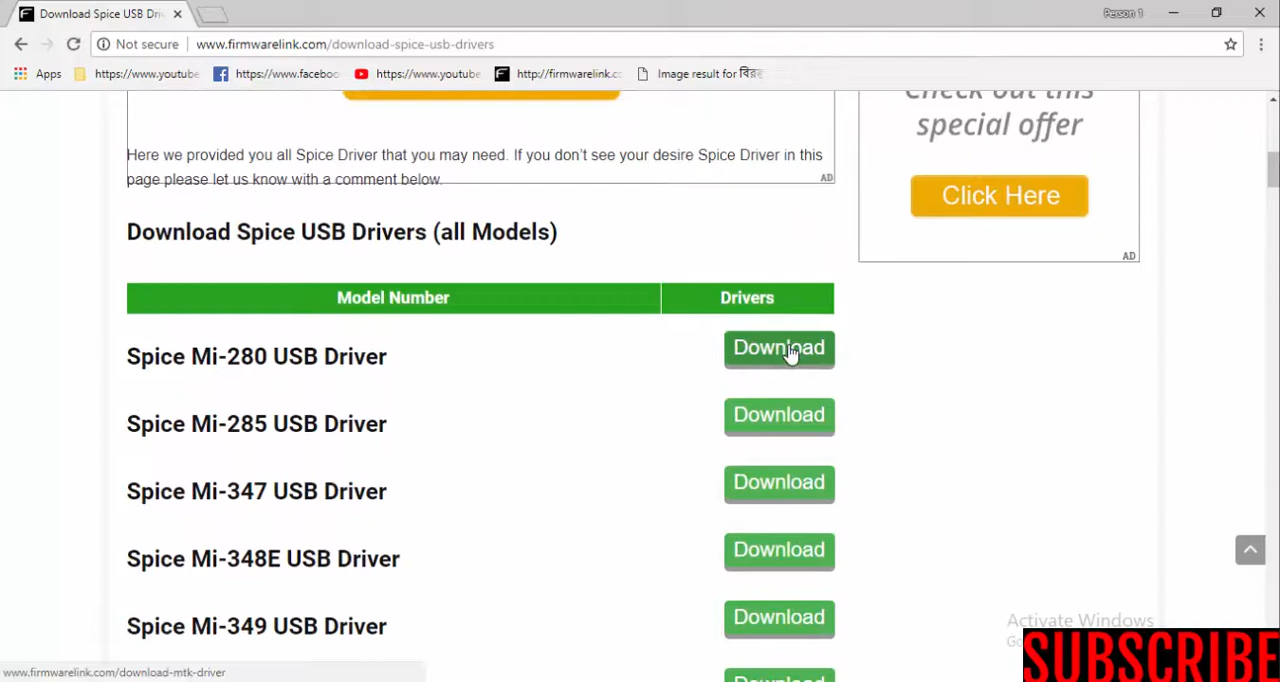 Download Spice USB Dri
Person 1
Not secure
www.firmwarelink.com/download-spice-usb-drivers
Apps
https://www.youtube
https://www.faceboo
https://www.youtube
http://firmwarelink.c
Image result for বির
Check out this
special offer
Click Here
AD
Here we provided you all Spice Driver that you may need. If you don't see your desire Spice Driver in this
page please let us know with a comment below.
AD
Download Spice USB Drivers (all Models)
Model Number
Drivers
Spice Mi-280 USB Driver
Download
Spice Mi-285 USB Driver
Download
Spice Mi-347 USB Driver
Download
Spice Mi-348E USB Driver
Download
Spice Mi-349 USB Driver
Download
Download
Activate Windows
www.firmwarelink.com/download-mtk-driver
SUBSCRIBE